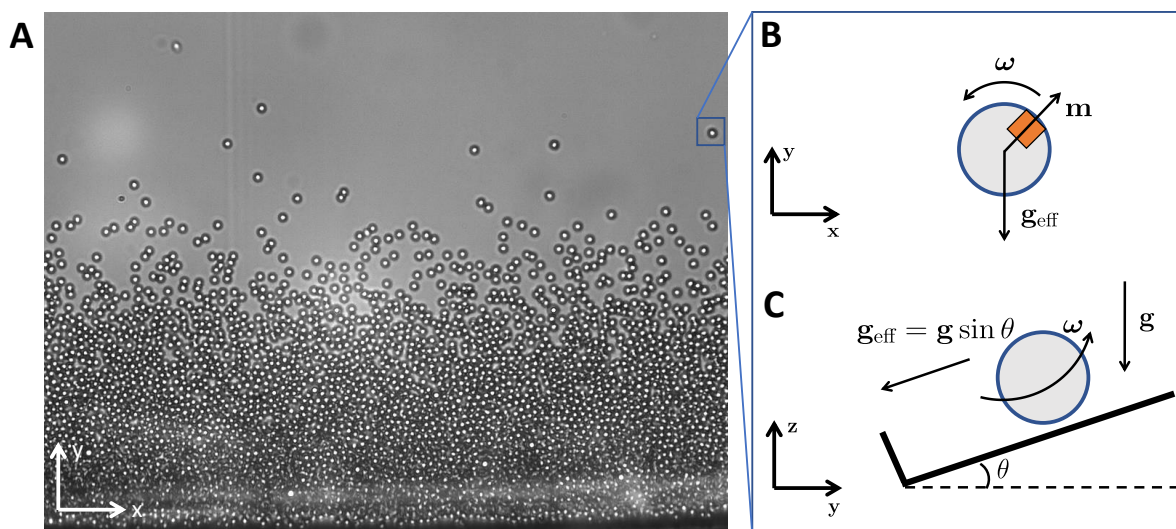 A
y
x
B
ω
m
y
x
g_eff
C
g_eff = g sin θ
ω
g
z
y
θ